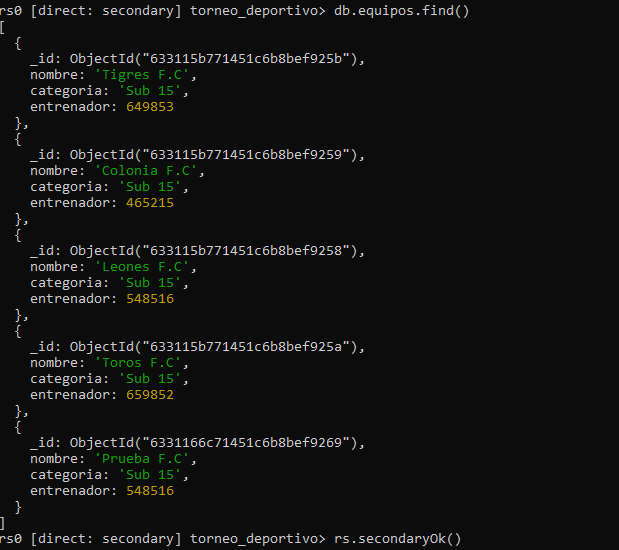 rs0 [direct: secondary] torneo_deportivo> db.equipos.find()
[
  {
    _id: ObjectId("633115b771451c6b8bef925b"),
    nombre: 'Tigres F.C',
    categoria: 'Sub 15',
    entrenador: 649853
  },
  {
    _id: ObjectId("633115b771451c6b8bef9259"),
    nombre: 'Colonia F.C',
    categoria: 'Sub 15',
    entrenador: 465215
  },
  {
    _id: ObjectId("633115b771451c6b8bef9258"),
    nombre: 'Leones F.C',
    categoria: 'Sub 15',
    entrenador: 548516
  },
  {
    _id: ObjectId("633115b771451c6b8bef925a"),
    nombre: 'Toros F.C',
    categoria: 'Sub 15',
    entrenador: 659852
  },
  {
    _id: ObjectId("6331166c71451c6b8bef9269"),
    nombre: 'Prueba F.C',
    categoria: 'Sub 15',
    entrenador: 548516
  }
]
rs0 [direct: secondary] torneo_deportivo> rs.secondaryOk()